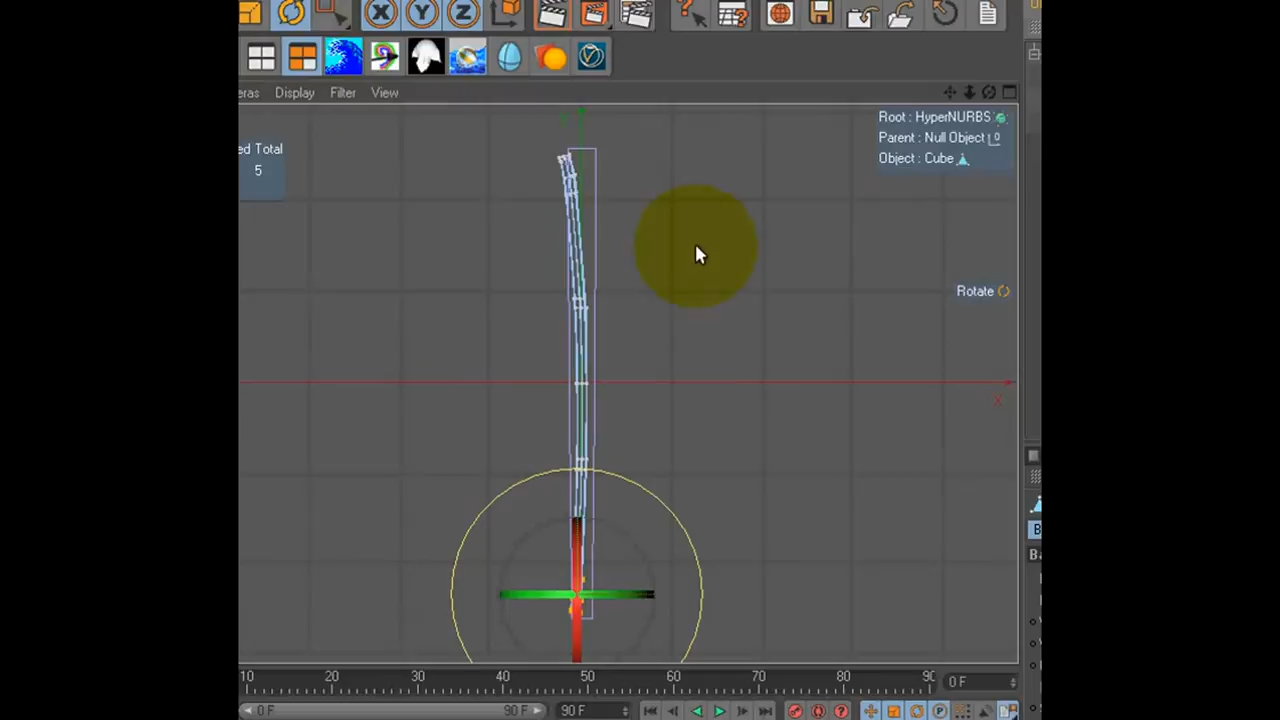 X Y Z
eras Display Filter View
Root : HyperNURBS
Parent : Null Object
Object : Cube
ed Total
5
Y
Rotate
X
10 20 30 40 50 60 70 80 90 0 F
0 F 90 F 90 F
B
Ba